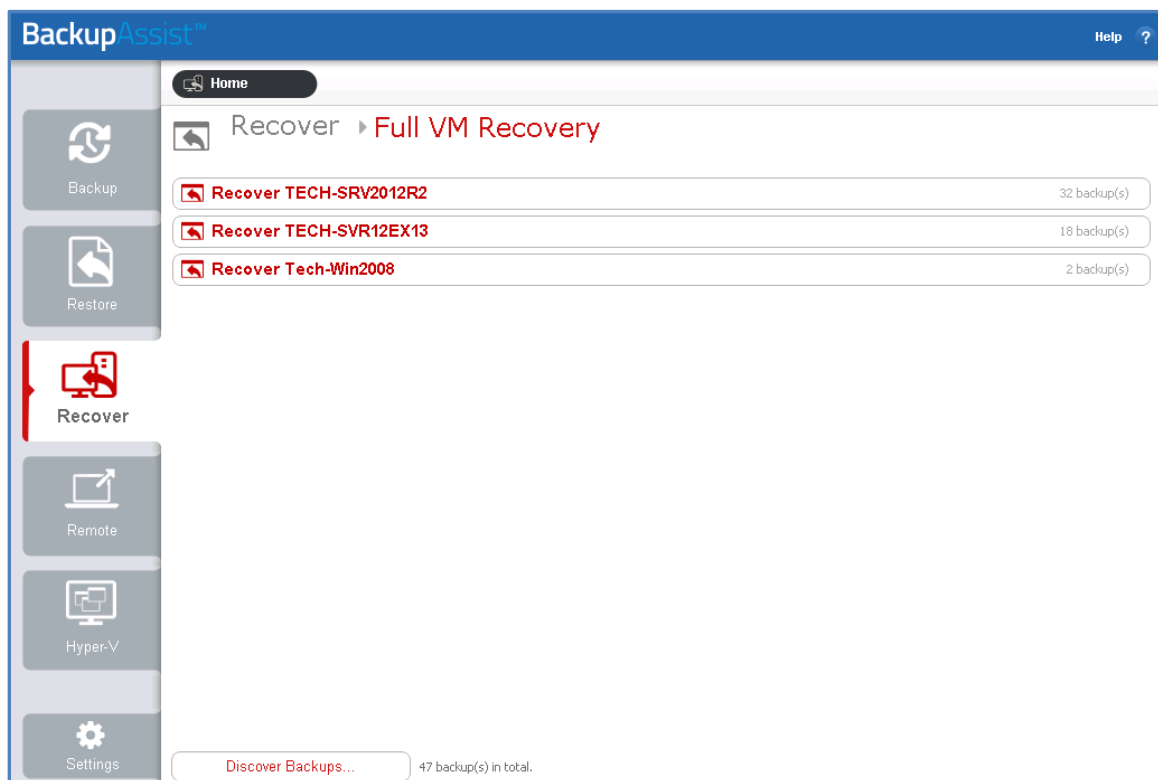 BackupAssist™
Help ?
Home
Recover Full VM Recovery
Backup
Recover TECH-SRV2012R2 32 backup(s)
Recover TECH-SVR12EX13 18 backup(s)
Recover Tech-Win2008 2 backup(s)
Restore
Recover
Remote
Hyper-V
Settings
Discover Backups... 47 backup(s) in total.